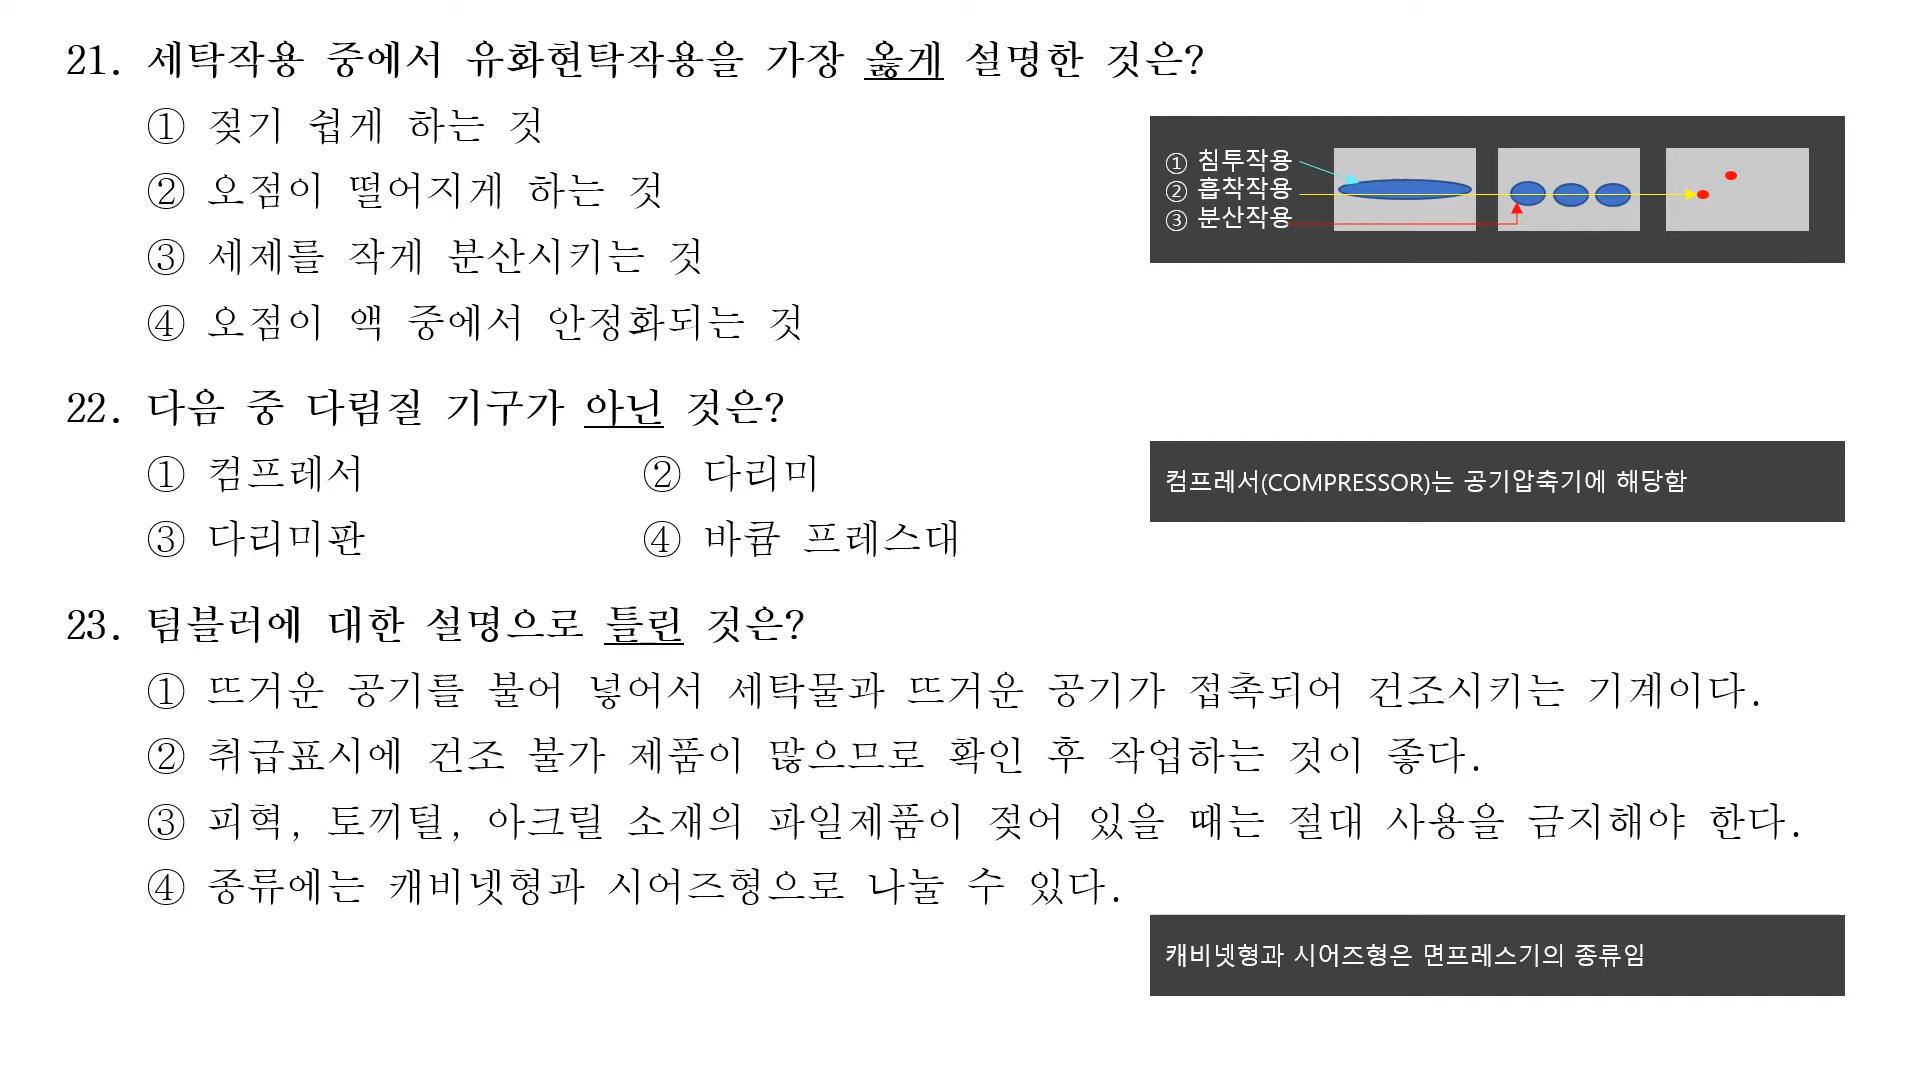 21. 세탁작용 중에서 유화현탁작용을 가장 옳게 설명한 것은?
① 젖기 쉽게 하는 것
② 오점이 떨어지게 하는 것
③ 세제를 작게 분산시키는 것
④ 오점이 액 중에서 안정화되는 것
① 침투작용
② 흡착작용
③ 분산작용
22. 다음 중 다림질 기구가 아닌 것은?
① 컴프레서 ② 다리미
③ 다리미판 ④ 바큠 프레스대
컴프레서(COMPRESSOR)는 공기압축기에 해당함
23. 텀블러에 대한 설명으로 틀린 것은?
① 뜨거운 공기를 불어 넣어서 세탁물과 뜨거운 공기가 접촉되어 건조시키는 기계이다.
② 취급표시에 건조 불가 제품이 많으므로 확인 후 작업하는 것이 좋다.
③ 피혁, 토끼털, 아크릴 소재의 파일제품이 젖어 있을 때는 절대 사용을 금지해야 한다.
④ 종류에는 캐비넷형과 시어즈형으로 나눌 수 있다.
캐비넷형과 시어즈형은 면프레스기의 종류임